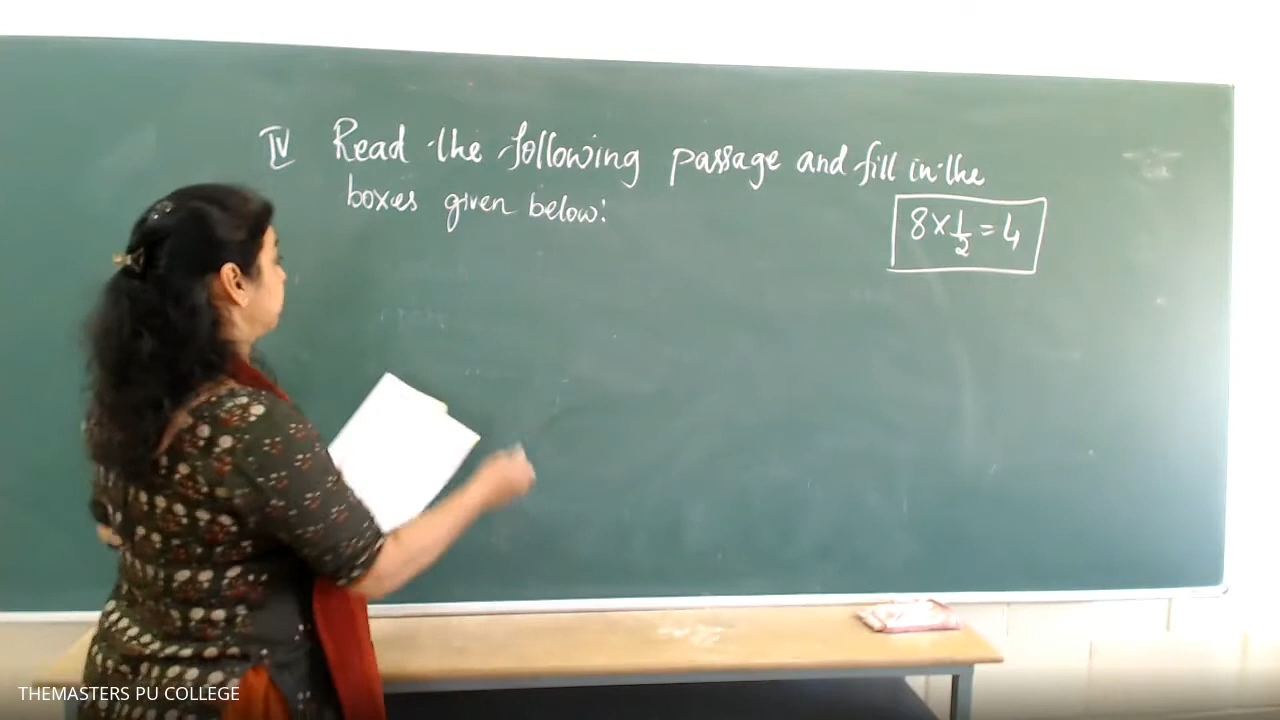 IV Read the following passage and fill in the
boxes given below:
8 × 1/2 = 4
THEMASTERS PU COLLEGE